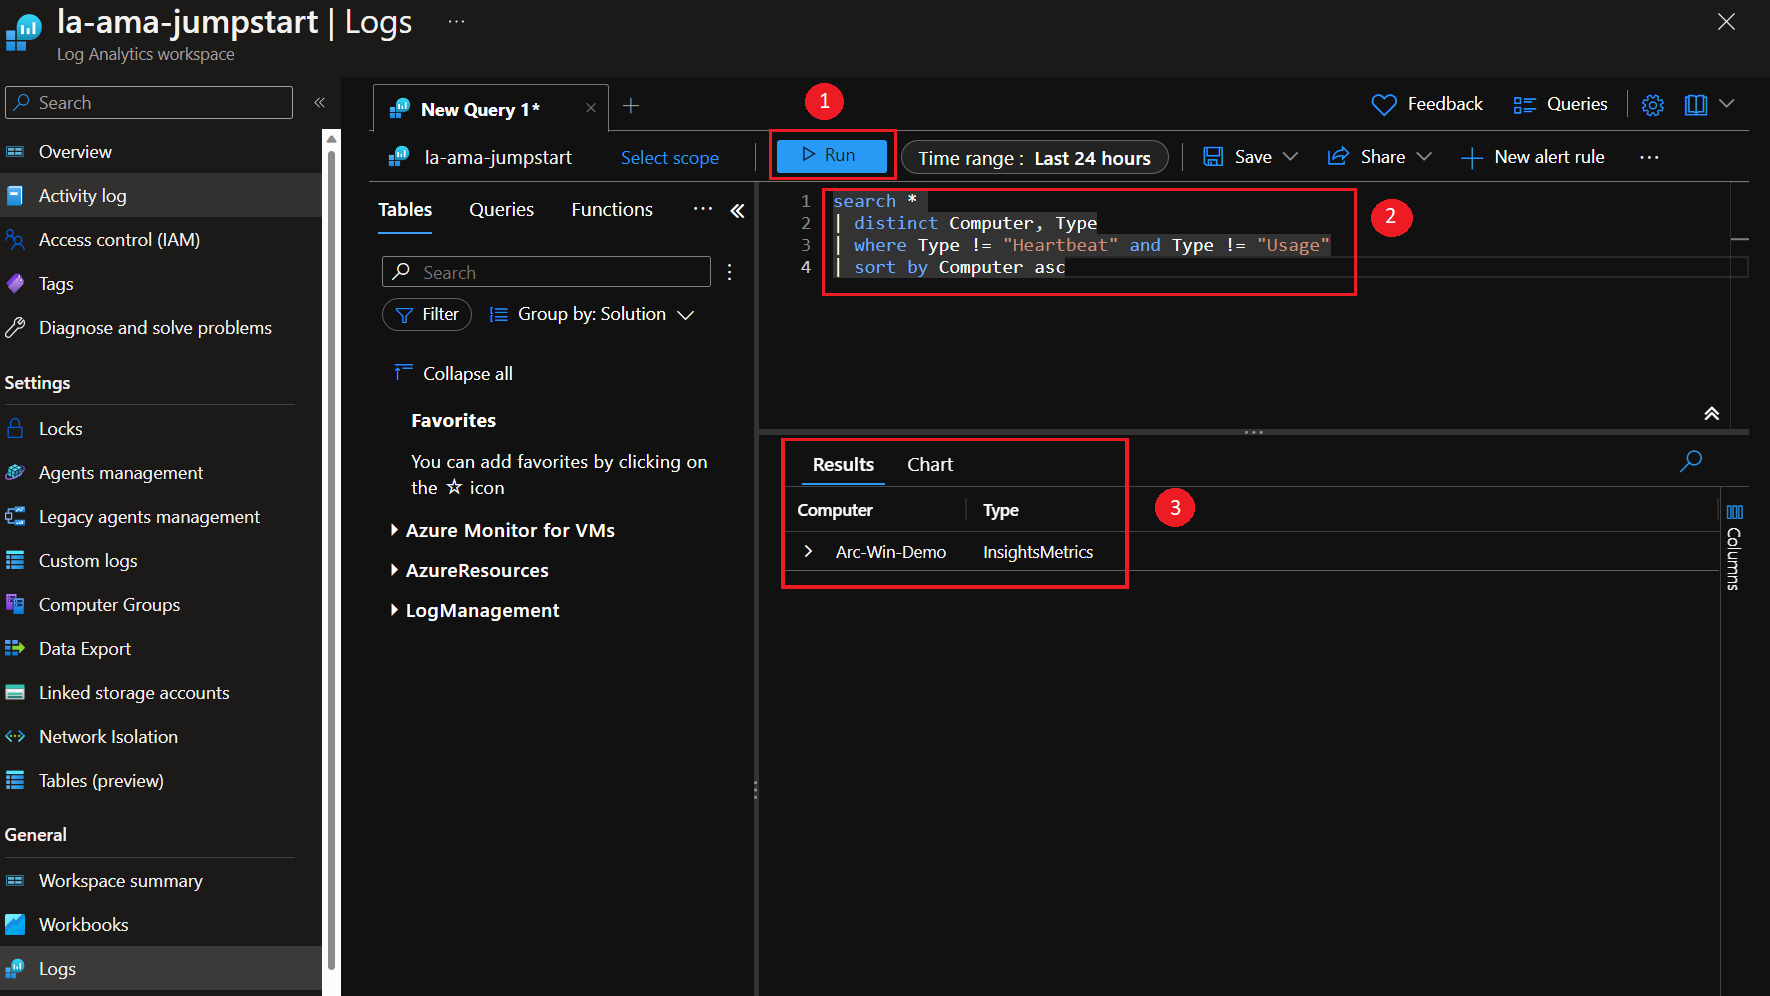 la-ama-jumpstart | Logs ...
Log Analytics workspace
Search
«
Overview
Activity log
Access control (IAM)
Tags
Diagnose and solve problems
Settings
Locks
Agents management
Legacy agents management
Custom logs
Computer Groups
Data Export
Linked storage accounts
Network Isolation
Tables (preview)
General
Workspace summary
Workbooks
Logs
New Query 1*
Feedback
Queries
1
la-ama-jumpstart
Select scope
Run
Time range : Last 24 hours
Save
Share
New alert rule
...
Tables
Queries
Functions
...
«
Search
Filter
Group by: Solution
Collapse all
Favorites
You can add favorites by clicking on
the ☆ icon
Azure Monitor for VMs
AzureResources
LogManagement
1 search *
2 | distinct Computer, Type
3 | where Type != "Heartbeat" and Type != "Usage"
4 | sort by Computer asc
2
Results
Chart
Computer
Type
Arc-Win-Demo
InsightsMetrics
3
Columns